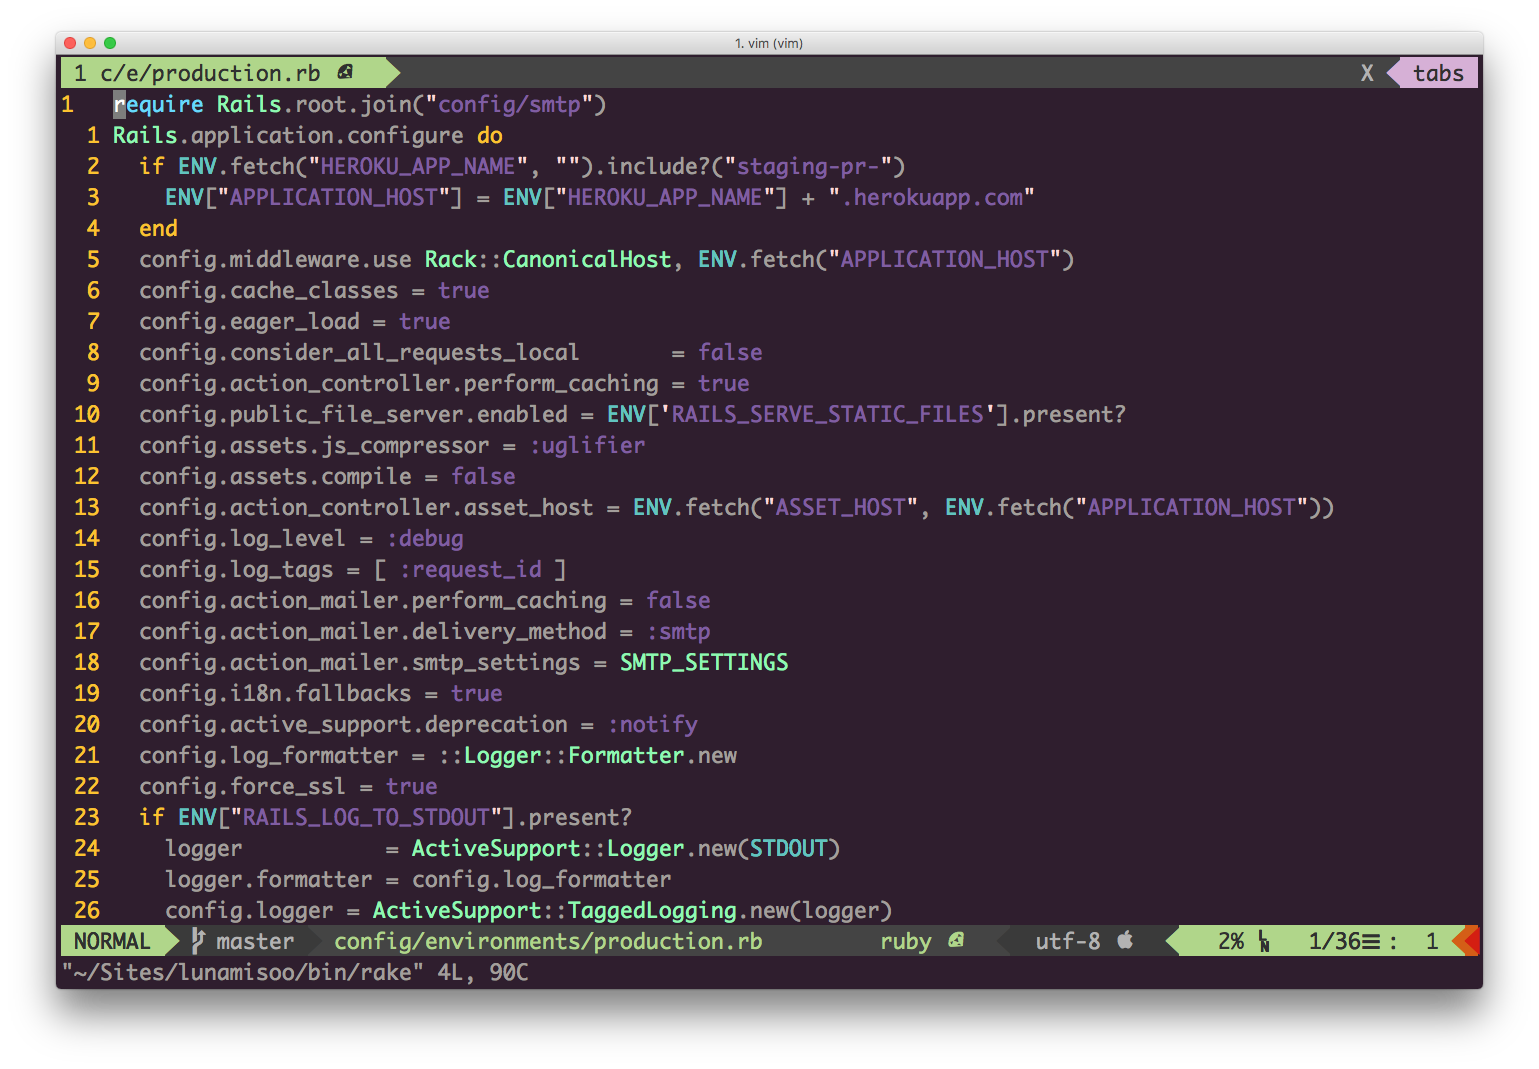 1. vim (vim)
1 c/e/production.rb X tabs
1 require Rails.root.join("config/smtp")
1 Rails.application.configure do
2 if ENV.fetch("HEROKU_APP_NAME", "").include?("staging-pr-")
3 ENV["APPLICATION_HOST"] = ENV["HEROKU_APP_NAME"] + ".herokuapp.com"
4 end
5 config.middleware.use Rack::CanonicalHost, ENV.fetch("APPLICATION_HOST")
6 config.cache_classes = true
7 config.eager_load = true
8 config.consider_all_requests_local       = false
9 config.action_controller.perform_caching = true
10 config.public_file_server.enabled = ENV['RAILS_SERVE_STATIC_FILES'].present?
11 config.assets.js_compressor = :uglifier
12 config.assets.compile = false
13 config.action_controller.asset_host = ENV.fetch("ASSET_HOST", ENV.fetch("APPLICATION_HOST"))
14 config.log_level = :debug
15 config.log_tags = [ :request_id ]
16 config.action_mailer.perform_caching = false
17 config.action_mailer.delivery_method = :smtp
18 config.action_mailer.smtp_settings = SMTP_SETTINGS
19 config.i18n.fallbacks = true
20 config.active_support.deprecation = :notify
21 config.log_formatter = ::Logger::Formatter.new
22 config.force_ssl = true
23 if ENV["RAILS_LOG_TO_STDOUT"].present?
24 logger           = ActiveSupport::Logger.new(STDOUT)
25 logger.formatter = config.log_formatter
26 config.logger = ActiveSupport::TaggedLogging.new(logger)
NORMAL master config/environments/production.rb ruby utf-8 2% LN 1/36☰ : 1
"~/Sites/lunamisoo/bin/rake" 4L, 90C